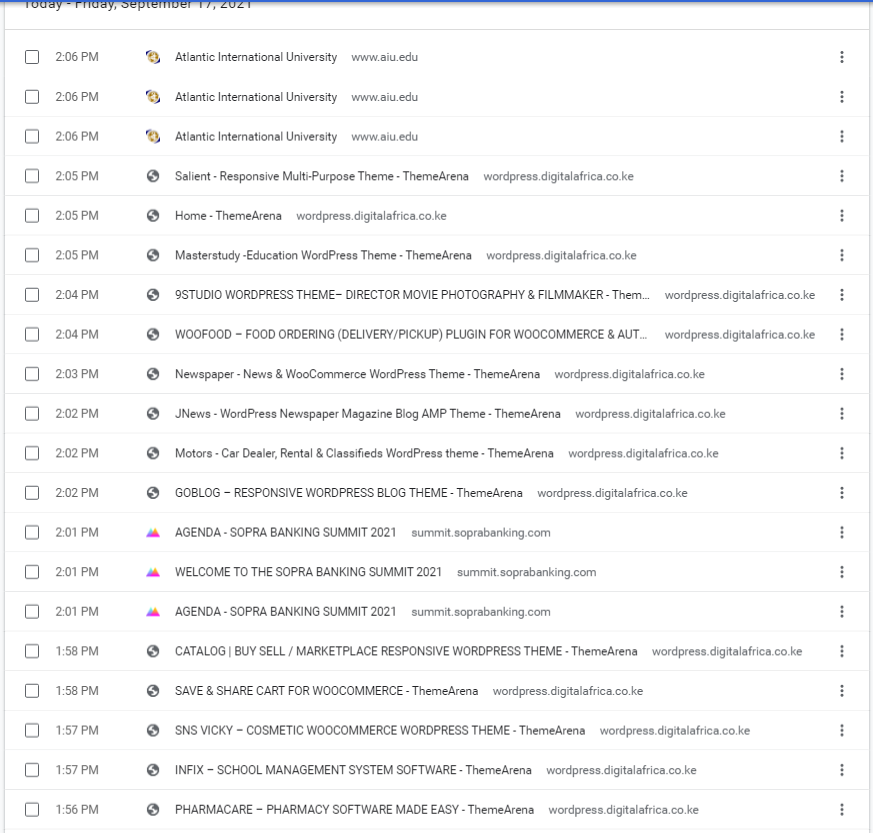 Today - Friday, September 17, 2021
2:06 PM Atlantic International University www.aiu.edu
2:06 PM Atlantic International University www.aiu.edu
2:06 PM Atlantic International University www.aiu.edu
2:05 PM Salient - Responsive Multi-Purpose Theme - ThemeArena wordpress.digitalafrica.co.ke
2:05 PM Home - ThemeArena wordpress.digitalafrica.co.ke
2:05 PM Masterstudy -Education WordPress Theme - ThemeArena wordpress.digitalafrica.co.ke
2:04 PM 9STUDIO WORDPRESS THEME– DIRECTOR MOVIE PHOTOGRAPHY & FILMMAKER - Them... wordpress.digitalafrica.co.ke
2:04 PM WOOFOOD – FOOD ORDERING (DELIVERY/PICKUP) PLUGIN FOR WOOCOMMERCE & AUT... wordpress.digitalafrica.co.ke
2:03 PM Newspaper - News & WooCommerce WordPress Theme - ThemeArena wordpress.digitalafrica.co.ke
2:02 PM JNews - WordPress Newspaper Magazine Blog AMP Theme - ThemeArena wordpress.digitalafrica.co.ke
2:02 PM Motors - Car Dealer, Rental & Classifieds WordPress theme - ThemeArena wordpress.digitalafrica.co.ke
2:02 PM GOBLOG – RESPONSIVE WORDPRESS BLOG THEME - ThemeArena wordpress.digitalafrica.co.ke
2:01 PM AGENDA - SOPRA BANKING SUMMIT 2021 summit.soprabanking.com
2:01 PM WELCOME TO THE SOPRA BANKING SUMMIT 2021 summit.soprabanking.com
2:01 PM AGENDA - SOPRA BANKING SUMMIT 2021 summit.soprabanking.com
1:58 PM CATALOG | BUY SELL / MARKETPLACE RESPONSIVE WORDPRESS THEME - ThemeArena wordpress.digitalafrica.co.ke
1:58 PM SAVE & SHARE CART FOR WOOCOMMERCE - ThemeArena wordpress.digitalafrica.co.ke
1:57 PM SNS VICKY – COSMETIC WOOCOMMERCE WORDPRESS THEME - ThemeArena wordpress.digitalafrica.co.ke
1:57 PM INFIX – SCHOOL MANAGEMENT SYSTEM SOFTWARE - ThemeArena wordpress.digitalafrica.co.ke
1:56 PM PHARMACARE – PHARMACY SOFTWARE MADE EASY - ThemeArena wordpress.digitalafrica.co.ke